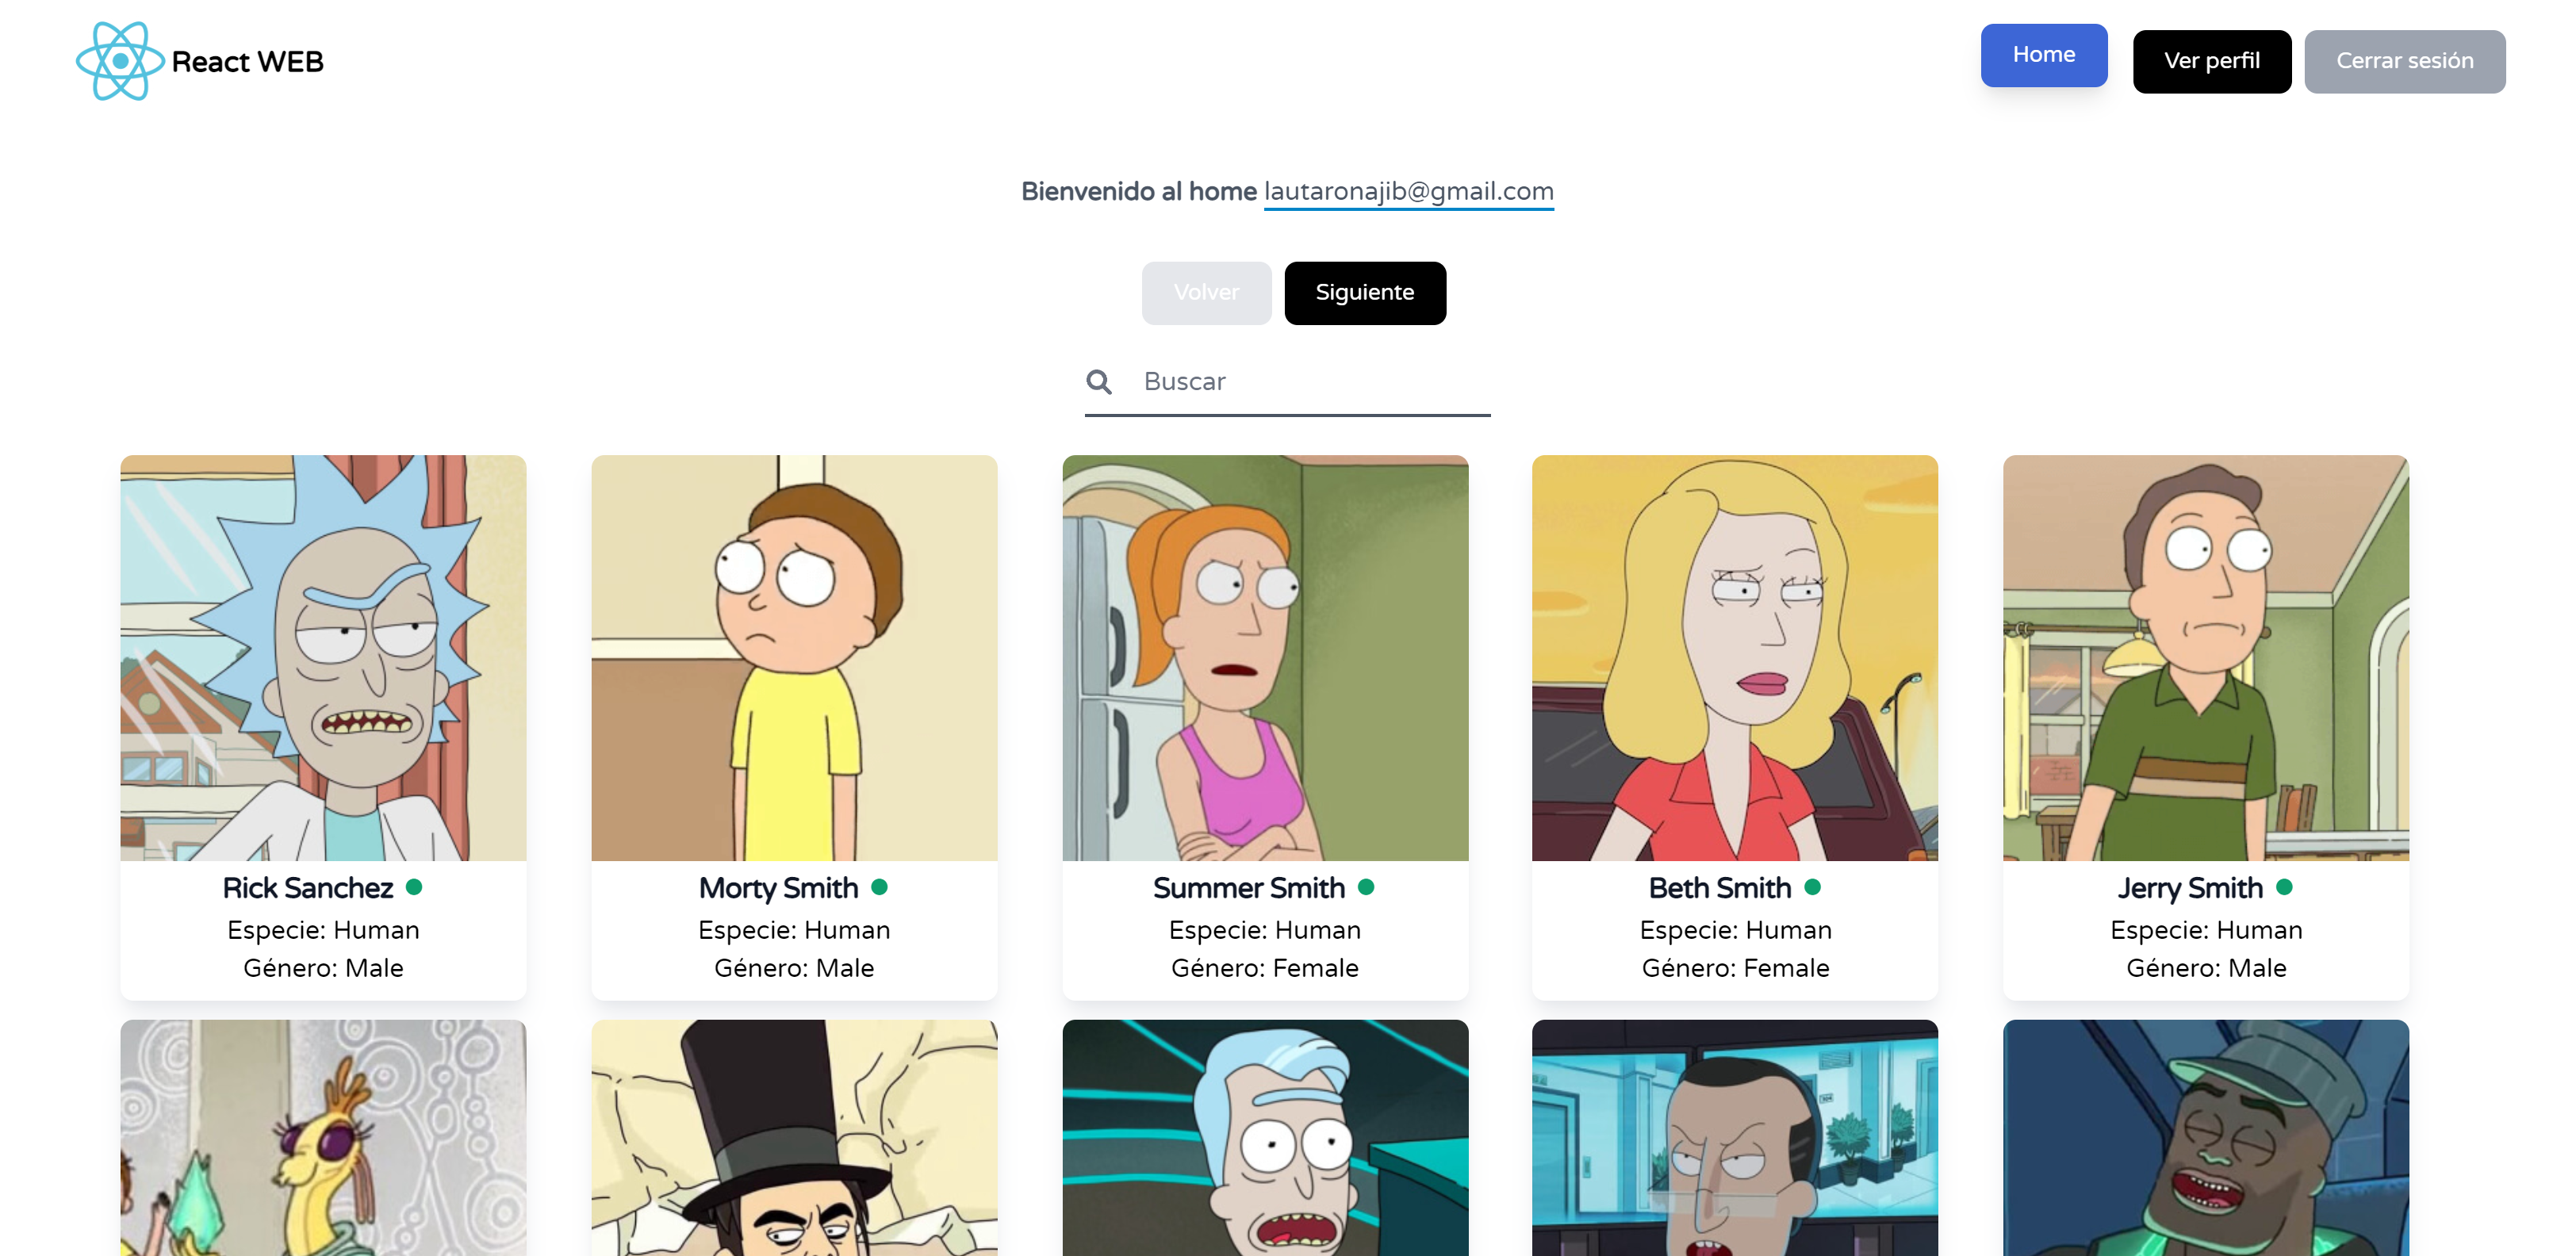 React WEB
Home
Ver perfil
Cerrar sesión
Bienvenido al home lautaronajib@gmail.com
Volver
Siguiente
Buscar
Rick Sanchez
Especie: Human
Género: Male
Morty Smith
Especie: Human
Género: Male
Summer Smith
Especie: Human
Género: Female
Beth Smith
Especie: Human
Género: Female
Jerry Smith
Especie: Human
Género: Male